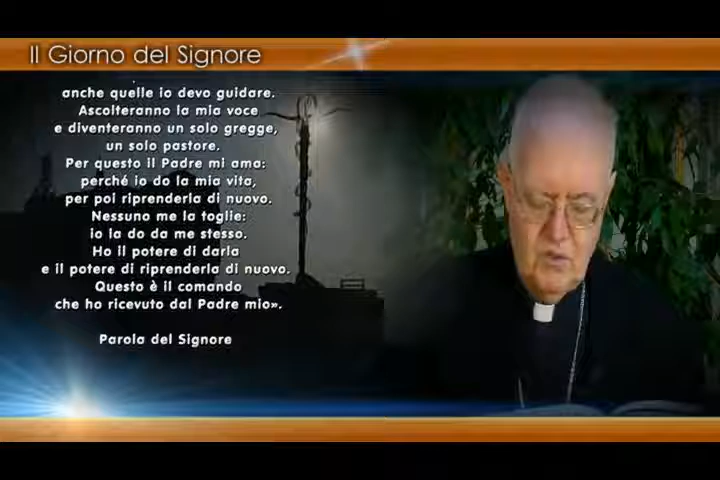 Il Giorno del Signore
anche quelle io devo guidare.
Ascolteranno la mia voce
e diventeranno un solo gregge,
un solo pastore.
Per questo il Padre mi ama:
perché io do la mia vita,
per poi riprenderla di nuovo.
Nessuno me la toglie:
io la do da me stesso.
Ho il potere di darla
e il potere di riprenderla di nuovo.
Questo è il comando
che ho ricevuto dal Padre mio».
Parola del Signore